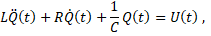 LQ̈(t) + RQ̇(t) + 1/C Q(t) = U(t) ,